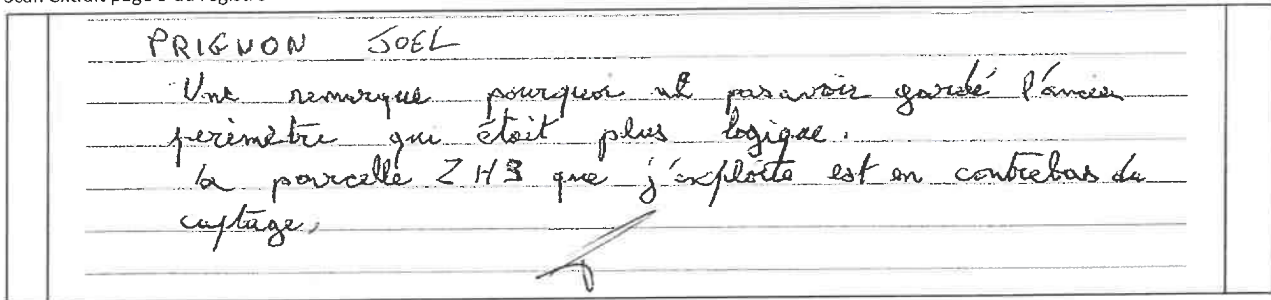 PRIGNON JOEL
Une remarque pourquoi ne pas avoir gardé l'ancien
perimètre qui était plus logique.
la parcelle ZH3 que j'exploite est en contrebas du
captage.